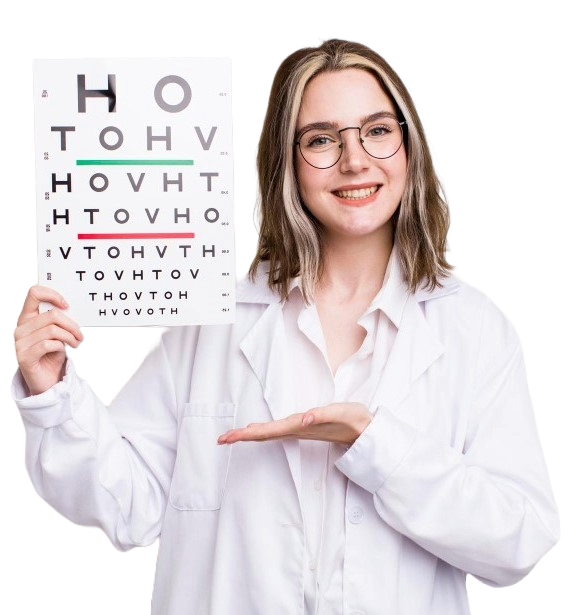 H O
T O H V
H O V H T
H T O V H O
V T O H V T H
T O V H T O V
T H O V T O H
H V O V O T H